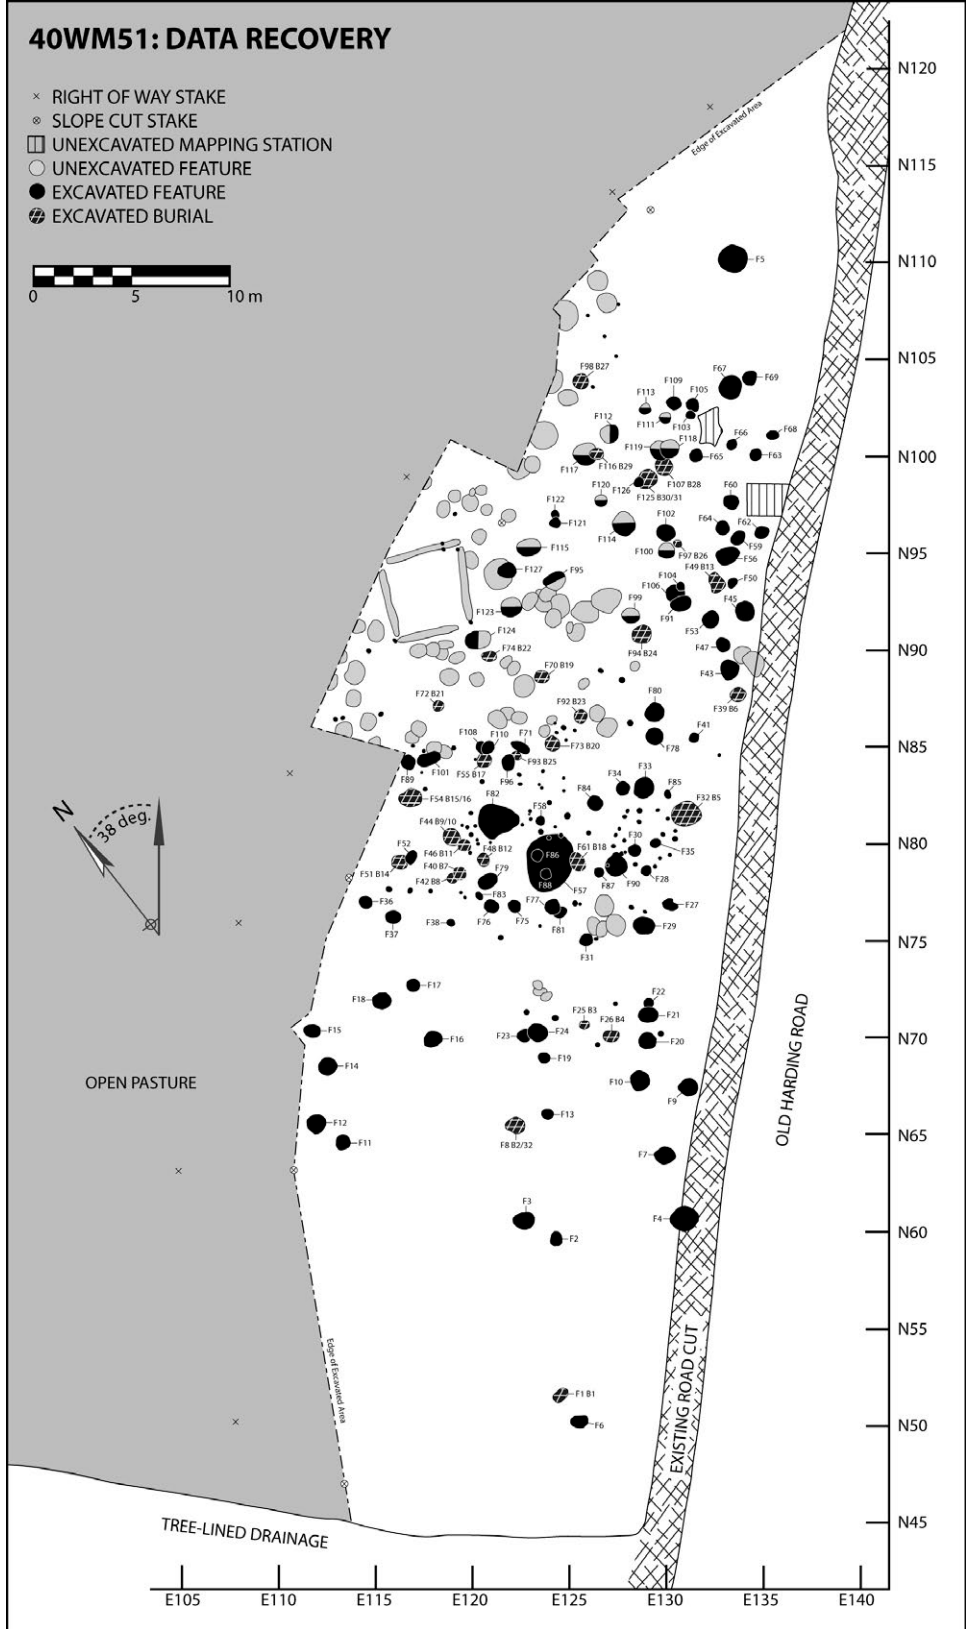 40WM51: DATA RECOVERY
RIGHT OF WAY STAKE
SLOPE CUT STAKE
UNEXCAVATED MAPPING STATION
UNEXCAVATED FEATURE
EXCAVATED FEATURE
EXCAVATED BURIAL
0 5 10 m
Edge of Excavated Area
N120
N115
N110
N105
N100
N95
N90
N85
N80
N75
N70
N65
N60
N55
N50
N45
F5
F67
F69
F98 B27
F109
F105
F113
F111
F103
F112
F119
F118
F66
F68
F65
F63
F117
F116 B29
F107 B28
F126
F125 B30/31
F120
F60
F122
F121
F114
F102
F64
F62
F59
F115
F100
F97 B26
F56
F49 B13
F127
F95
F104
F106
F50
F45
F123
F99
F91
F53
F124
F94 B24
F47
F74 B22
F70 B19
F43
F39 B6
F72 B21
F92 B23
F80
F41
F108
F110
F71
F73 B20
F78
F89
F101
F55 B17
F96
F93 B25
F34
F33
F85
F54 B15/16
F82
F58
F84
F32 B5
F44 B9/10
F30
F35
F52
F46 B11
F48 B12
F86
F61 B18
F51 B14
F40 B7
F42 B8
F79
F88
F57
F87
F90
F28
F36
F83
F77
F27
F37
F38
F76
F75
F81
F29
F31
N
38 deg.
F17
F18
F22
F15
F25 B3
F26 B4
F21
F16
F23
F24
F20
F14
F19
F10
F9
OPEN PASTURE
OLD HARDING ROAD
F12
F13
F11
F8 B2/32
F7
F3
F4
F2
Edge of Excavated Area
EXISTING ROAD CUT
F1 B1
F6
TREE-LINED DRAINAGE
E105 E110 E115 E120 E125 E130 E135 E140